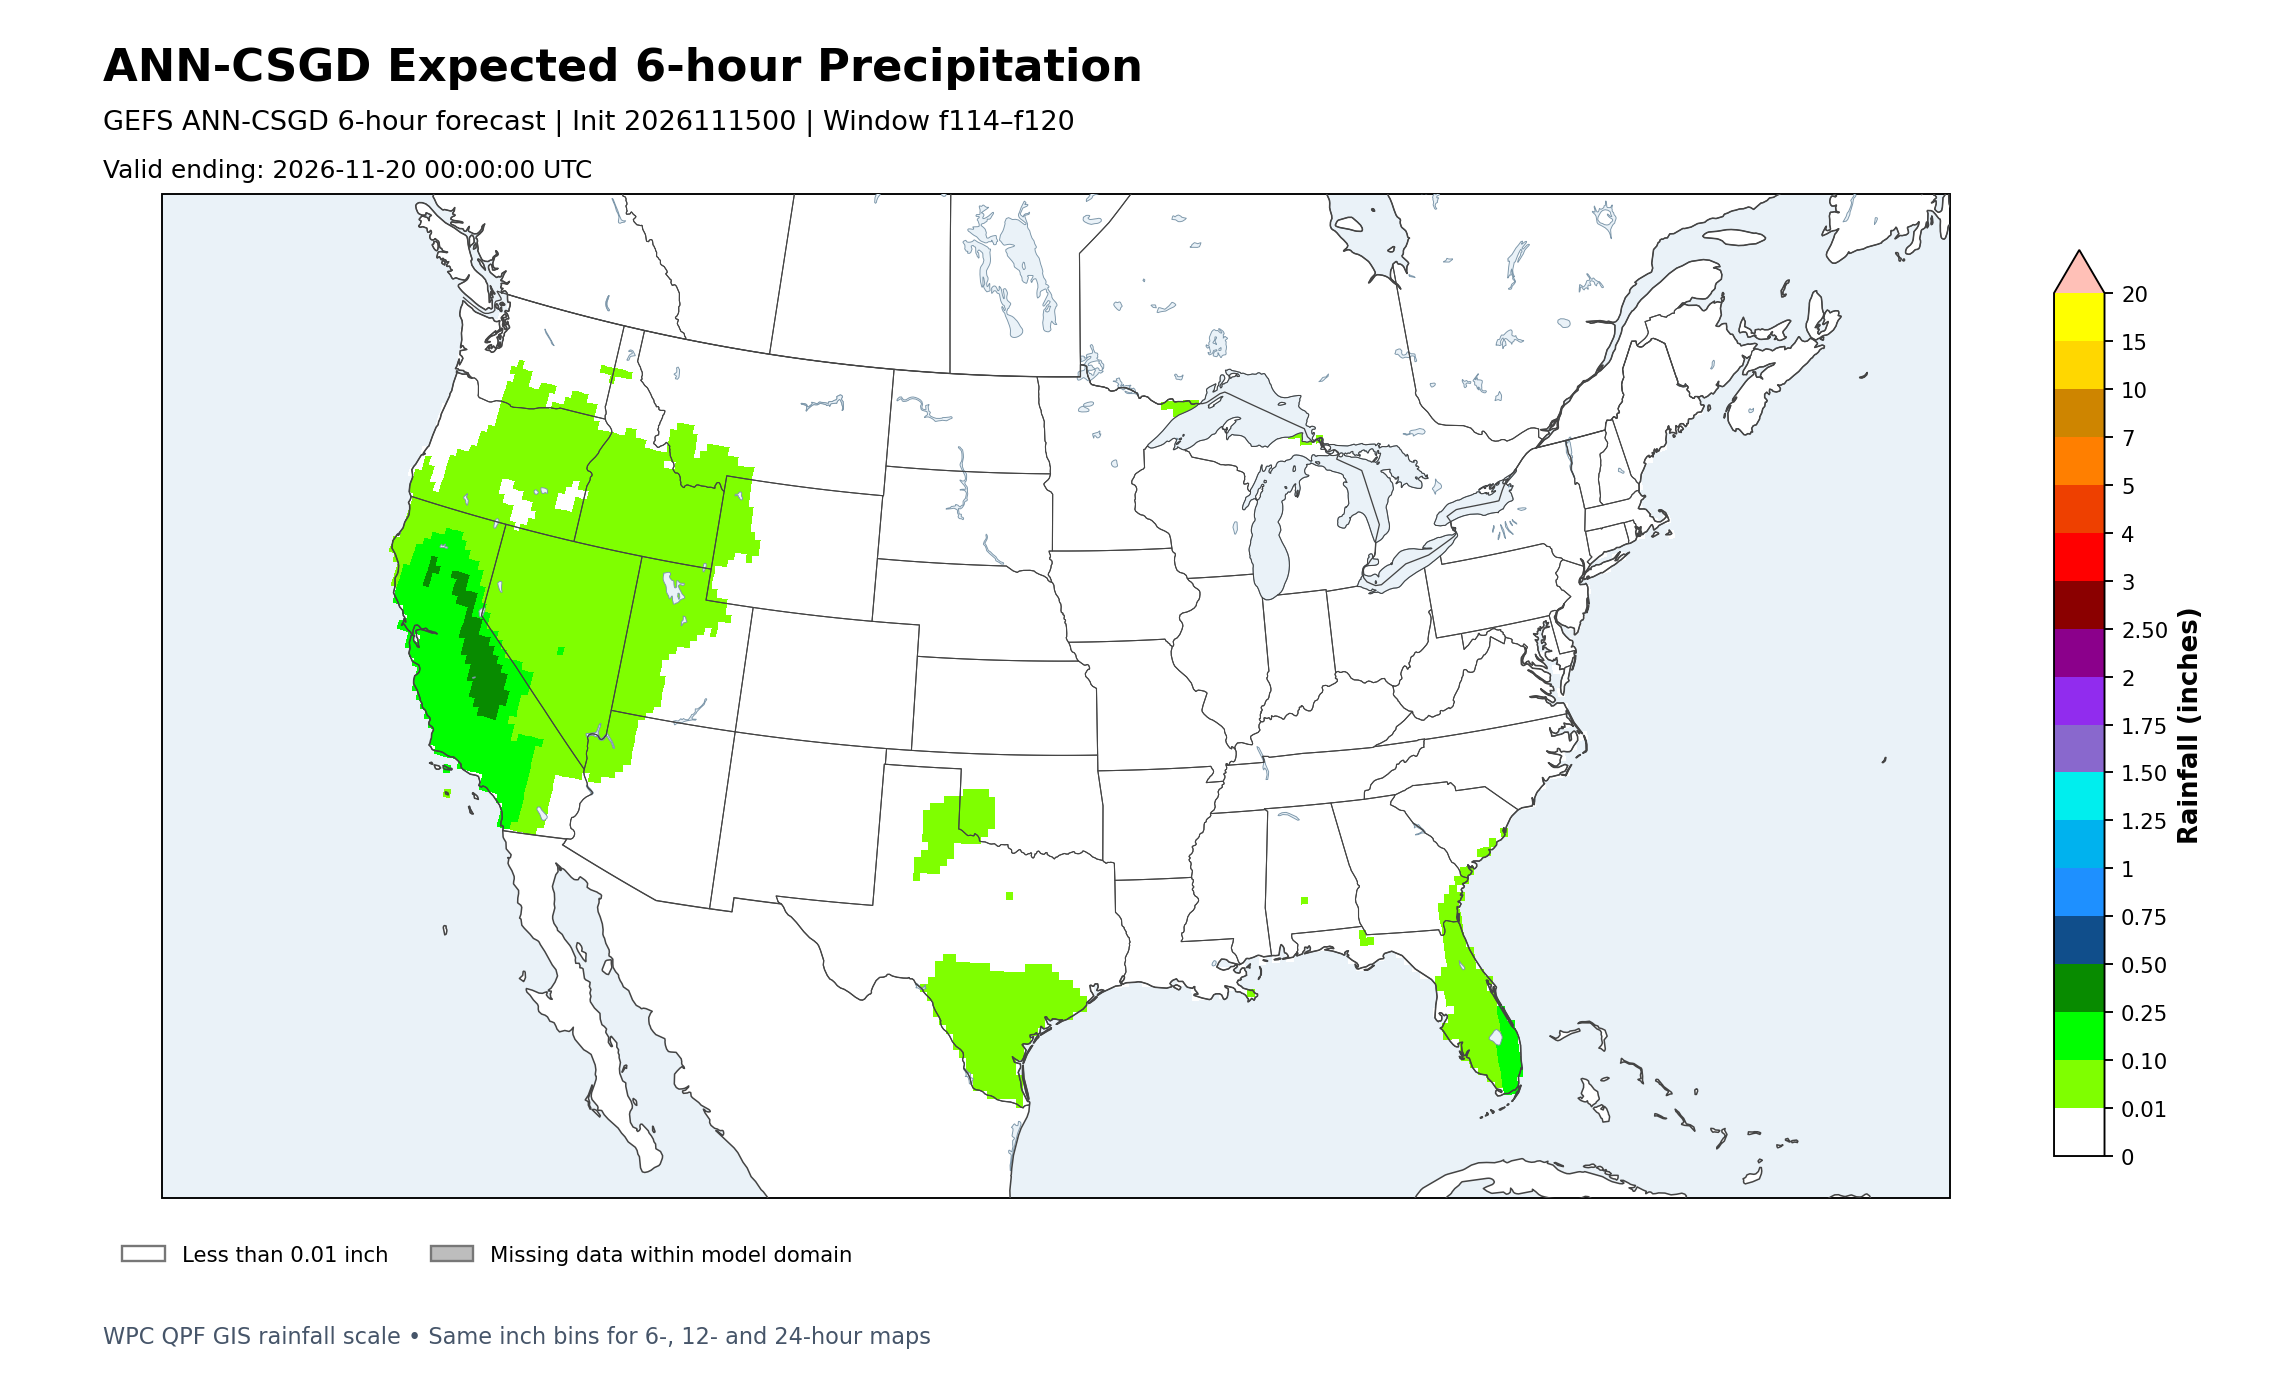 ANN-CSGD Expected 6-hour Precipitation
GEFS ANN-CSGD 6-hour forecast | Init 2026111500 | Window f114–f120
Valid ending: 2026-11-20 00:00:00 UTC
20
15
10
7
5
4
3
2.50
2
1.75
1.50
1.25
1
0.75
0.50
0.25
0.10
0.01
0
Rainfall (inches)
Less than 0.01 inch
Missing data within model domain
WPC QPF GIS rainfall scale • Same inch bins for 6-, 12- and 24-hour maps